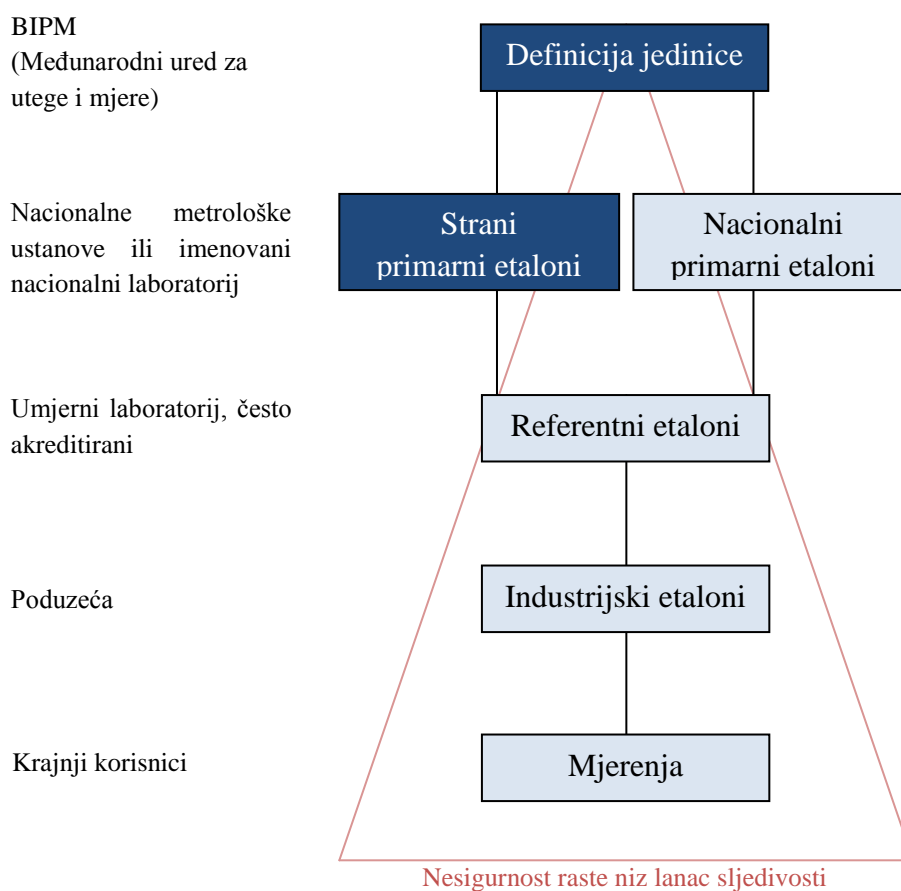 BIPM
(Međunarodni ured za
utege i mjere)
Definicija jedinice
Nacionalne metrološke
ustanove ili imenovani
nacionalni laboratorij
Strani
primarni etaloni
Nacionalni
primarni etaloni
Umjerni laboratorij, često
akreditirani
Referentni etaloni
Poduzeća
Industrijski etaloni
Krajnji korisnici
Mjerenja
Nesigurnost raste niz lanac sljedivosti